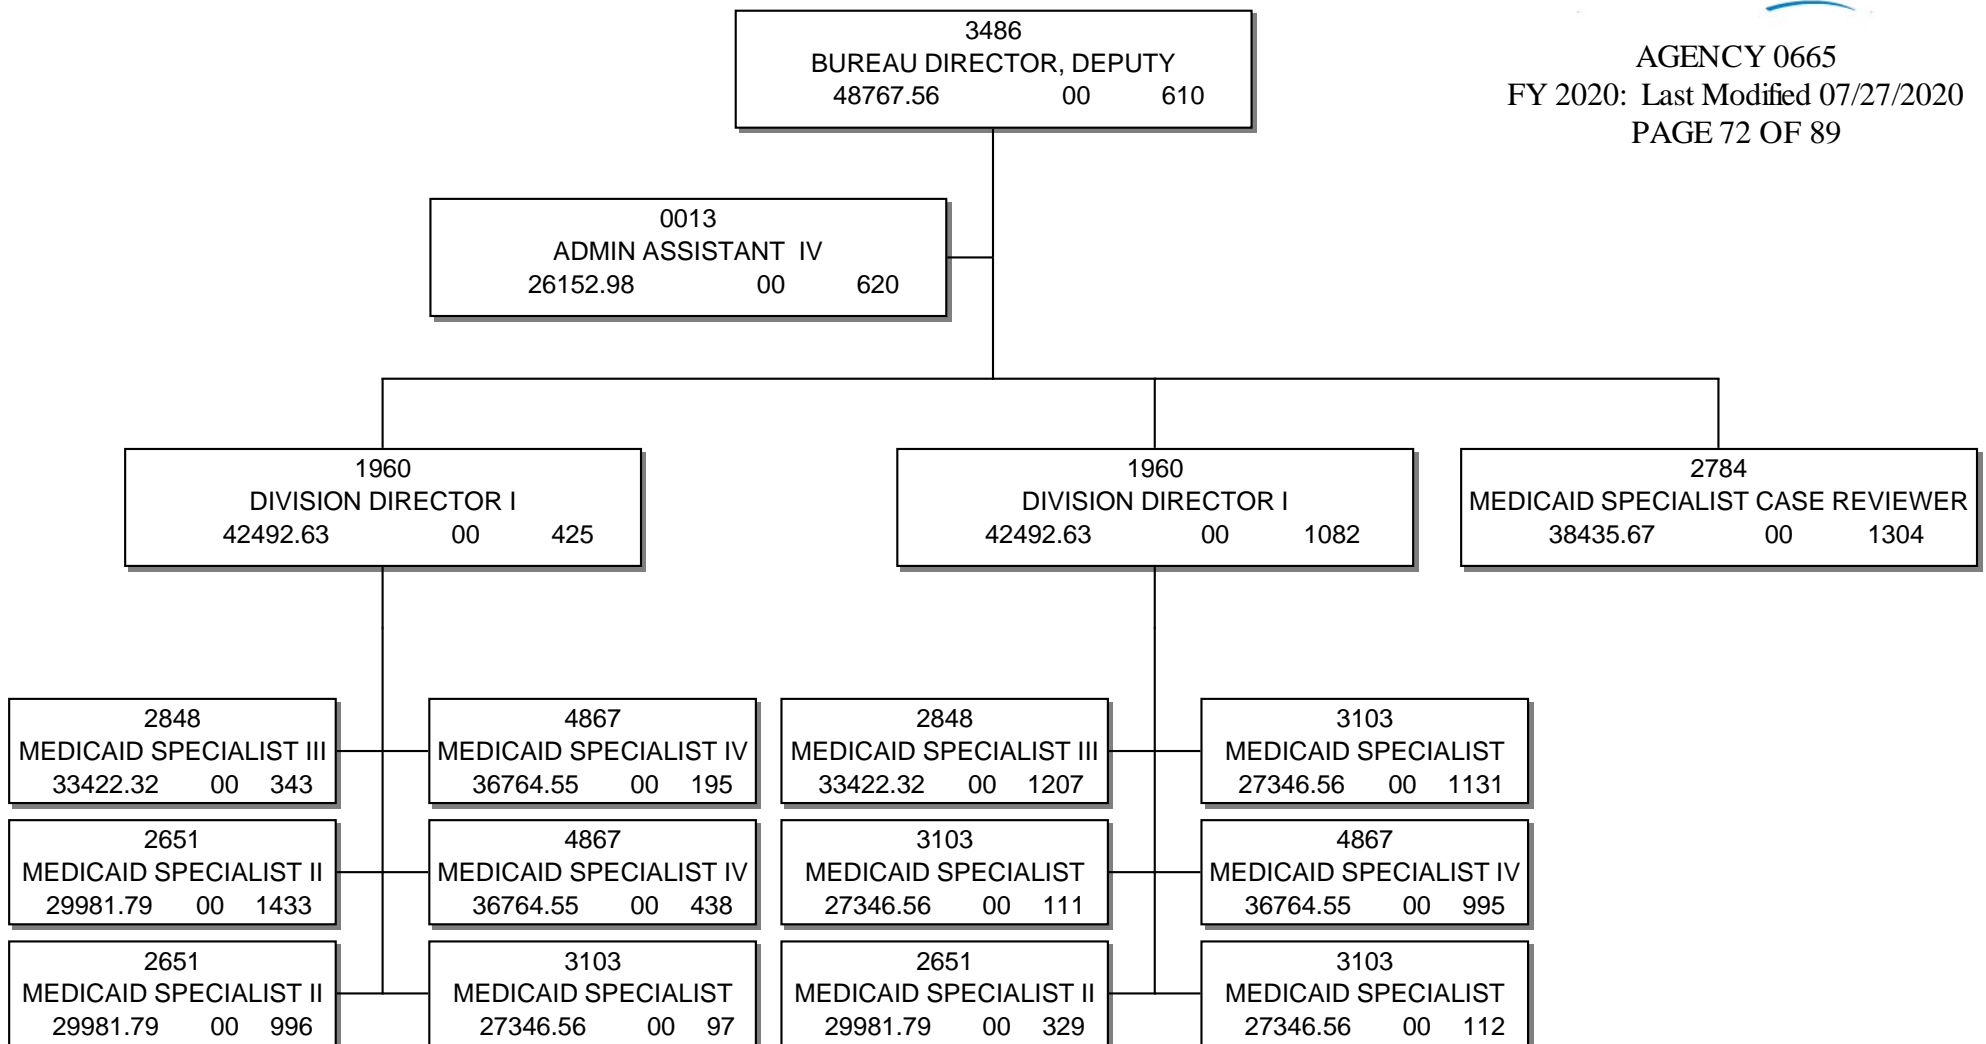 AGENCY 0665
FY 2020: Last Modified 07/27/2020
PAGE 72 OF 89
3486
BUREAU DIRECTOR, DEPUTY
48767.56 00 610
0013
ADMIN ASSISTANT IV
26152.98 00 620
1960
DIVISION DIRECTOR I
42492.63 00 425
1960
DIVISION DIRECTOR I
42492.63 00 1082
2784
MEDICAID SPECIALIST CASE REVIEWER
38435.67 00 1304
2848
MEDICAID SPECIALIST III
33422.32 00 343
4867
MEDICAID SPECIALIST IV
36764.55 00 195
2848
MEDICAID SPECIALIST III
33422.32 00 1207
3103
MEDICAID SPECIALIST
27346.56 00 1131
2651
MEDICAID SPECIALIST II
29981.79 00 1433
4867
MEDICAID SPECIALIST IV
36764.55 00 438
3103
MEDICAID SPECIALIST
27346.56 00 111
4867
MEDICAID SPECIALIST IV
36764.55 00 995
2651
MEDICAID SPECIALIST II
29981.79 00 996
3103
MEDICAID SPECIALIST
27346.56 00 97
2651
MEDICAID SPECIALIST II
29981.79 00 329
3103
MEDICAID SPECIALIST
27346.56 00 112